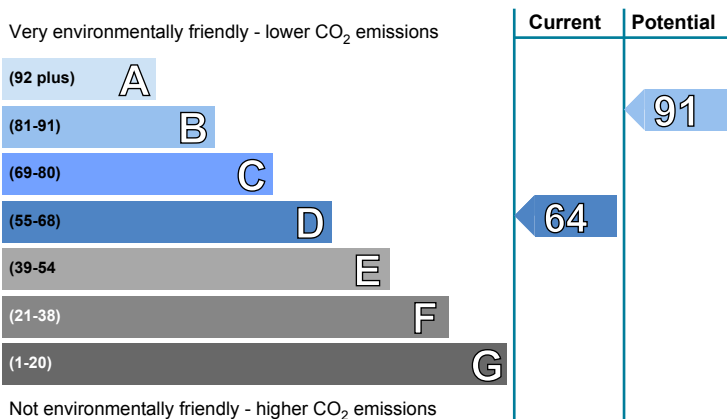 Current Potential
Very environmentally friendly - lower CO2 emissions
(92 plus) A
(81-91) B
91
(69-80) C
(55-68) D
64
(39-54 E
(21-38) F
(1-20) G
Not environmentally friendly - higher CO2 emissions